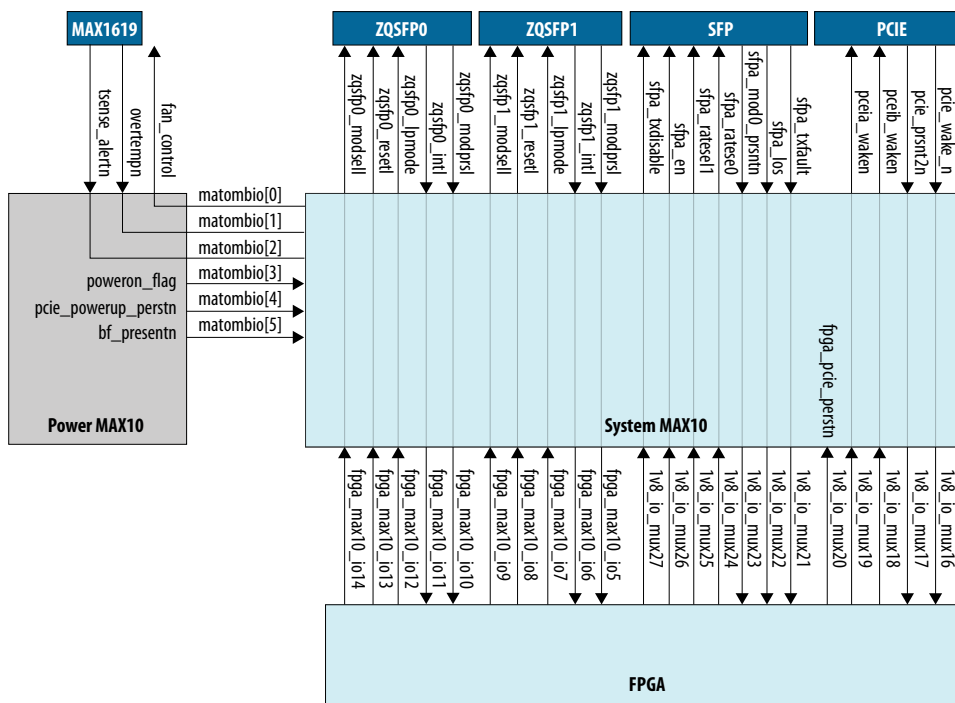 MAX1619
ZQSFP0
ZQSFP1
SFP
PCIE
tsense_alertn
overtempn
fan_control
zqsfp0_modsell
zqsfp0_resetl
zqsfp0_lpmode
zqsfp0_intl
zqsfp0_modprsl
zqsfp1_modsell
zqsfp1_resetl
zqsfp1_lpmode
zqsfp1_intl
zqsfp1_modprsl
sfpa_txdisable
sfpa_en
sfpa_ratesel1
sfpa_ratese0
sfpa_mod0_prsntn
sfpa_los
sfpa_txfault
pceia_waken
pceib_waken
pcie_prsnt2n
pcie_wake_n
matombio[0]
matombio[1]
matombio[2]
matombio[3]
matombio[4]
matombio[5]
poweron_flag
pcie_powerup_perstn
bf_presentn
Power MAX10
System MAX10
fpga_pcie_perstn
fpga_max10_io14
fpga_max10_io13
fpga_max10_io12
fpga_max10_io11
fpga_max10_io10
fpga_max10_io9
fpga_max10_io8
fpga_max10_io7
fpga_max10_io6
fpga_max10_io5
1v8_io_mux27
1v8_io_mux26
1v8_io_mux25
1v8_io_mux24
1v8_io_mux23
1v8_io_mux22
1v8_io_mux21
1v8_io_mux20
1v8_io_mux19
1v8_io_mux18
1v8_io_mux17
1v8_io_mux16
FPGA